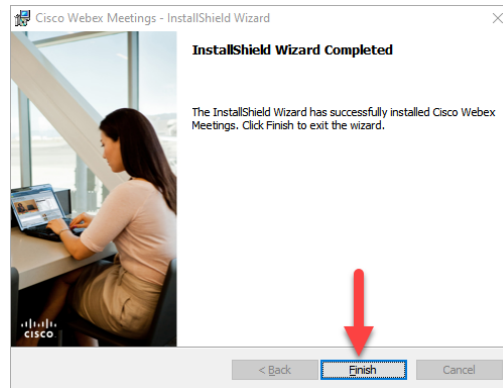 Cisco Webex Meetings - InstallShield Wizard
InstallShield Wizard Completed
The InstallShield Wizard has successfully installed Cisco Webex
Meetings. Click Finish to exit the wizard.
CISCO
< Back
Finish
Cancel